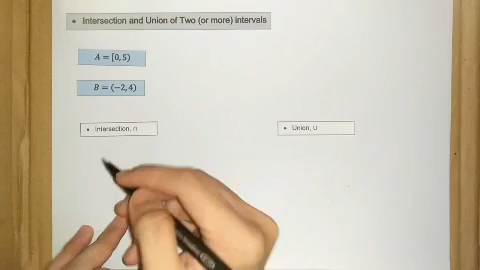 • Intersection and Union of Two (or more) intervals
A = [0, 5)
B = (−2, 4)
• Intersection, ∩
• Union, ∪